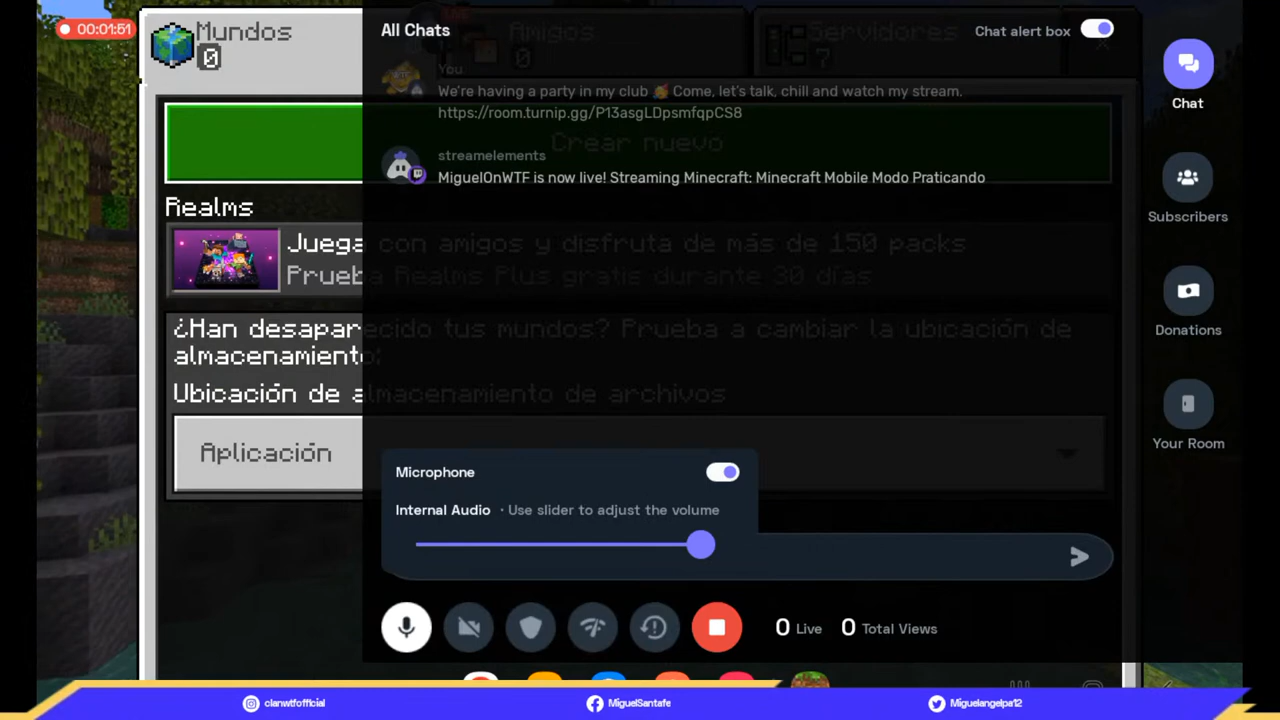 00:01:51
Mundos
0
Amigos
0
Servidores
7
All Chats
Chat alert box
You
We're having a party in my club 🥳 Come, let's talk, chill and watch my stream.
https://room.turnip.gg/P13asgLDpsmfqpCS8
Crear nuevo
streamelements
MiguelOnWTF is now live! Streaming Minecraft: Minecraft Mobile Modo Praticando
Realms
Juega con amigos y disfruta de más de 150 packs
Prueba Realms Plus gratis durante 30 días
¿Han desaparecido tus mundos? Prueba a cambiar la ubicación de
almacenamiento:
Ubicación de almacenamiento de archivos
Aplicación
Microphone
Internal Audio · Use slider to adjust the volume
0 Live 0 Total Views
Chat
Subscribers
Donations
Your Room
clanwtfofficial
MiguelSantafe
Miguelangelpa12